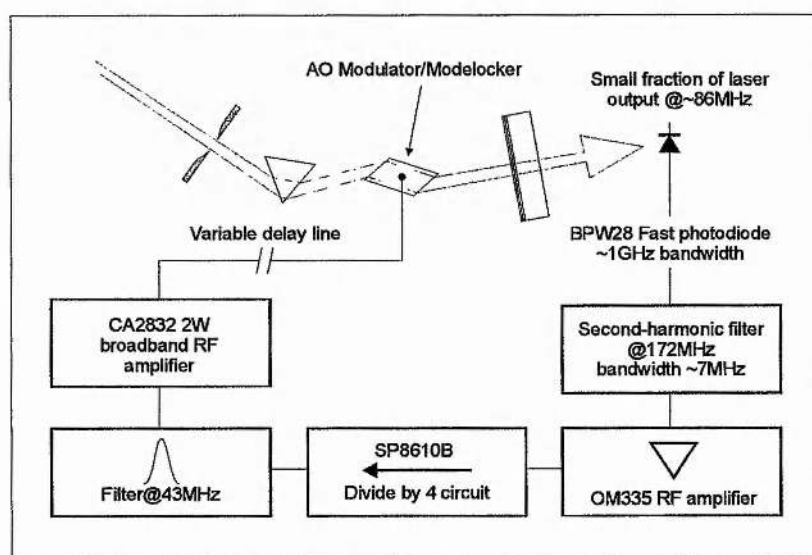 AO Modulator/Modelocker
Small fraction of laser
output @~86MHz
Variable delay line
BPW28 Fast photodiode
~1GHz bandwidth
CA2832 2W
broadband RF
amplifier
Second-harmonic filter
@172MHz
bandwidth ~7MHz
Filter@43MHz
SP8610B
Divide by 4 circuit
OM335 RF amplifier